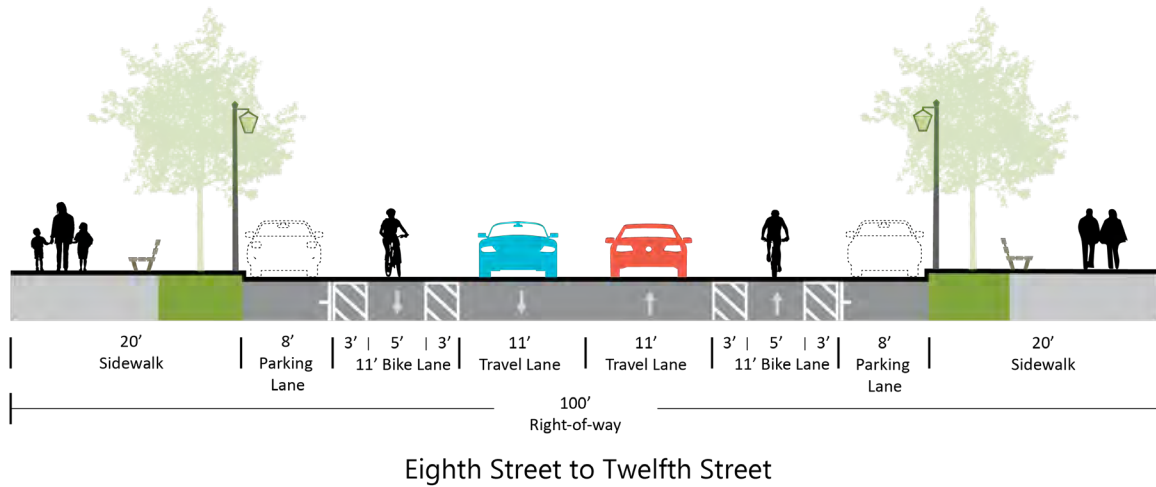 20’ 8’ 3’ | 5’ | 3’ 11’ 11’ 3’ | 5’ | 3’ 8’ 20’
Sidewalk Parking 11’ Bike Lane Travel Lane Travel Lane 11’ Bike Lane Parking Sidewalk
Lane Lane
100’
Right-of-way
Eighth Street to Twelfth Street